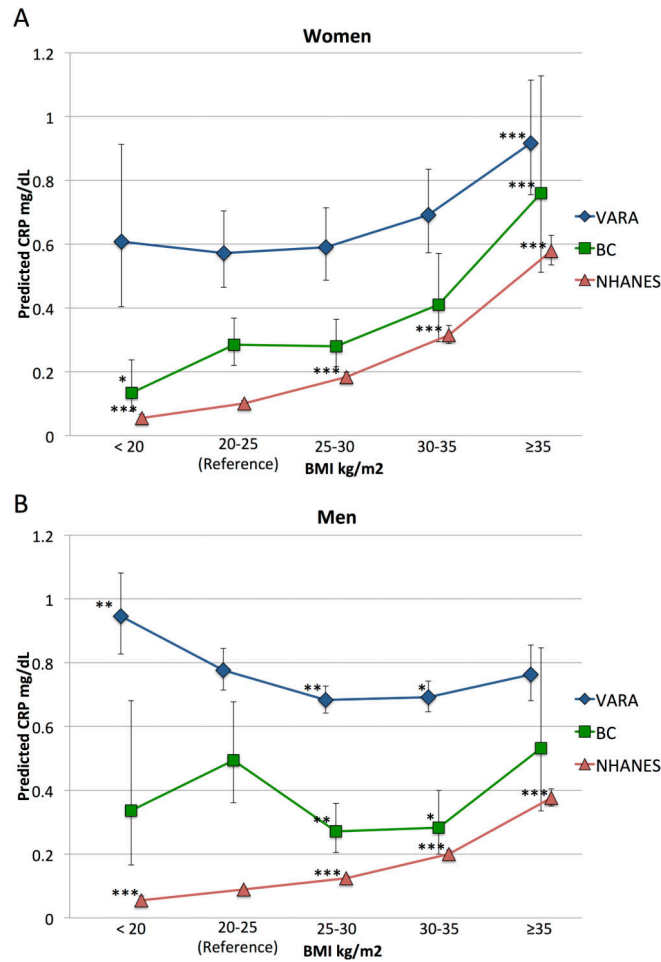 A
Women
1.2
1
0.8
0.6
0.4
0.2
0
Predicted CRP mg/dL
***
***
***
***
***
*
***
VARA
BC
NHANES
< 20
20-25
(Reference)
25-30
30-35
≥35
BMI kg/m2
B
Men
1.2
1
0.8
0.6
0.4
0.2
0
Predicted CRP mg/dL
**
**
*
**
*
***
***
***
***
VARA
BC
NHANES
< 20
20-25
(Reference)
25-30
30-35
≥35
BMI kg/m2